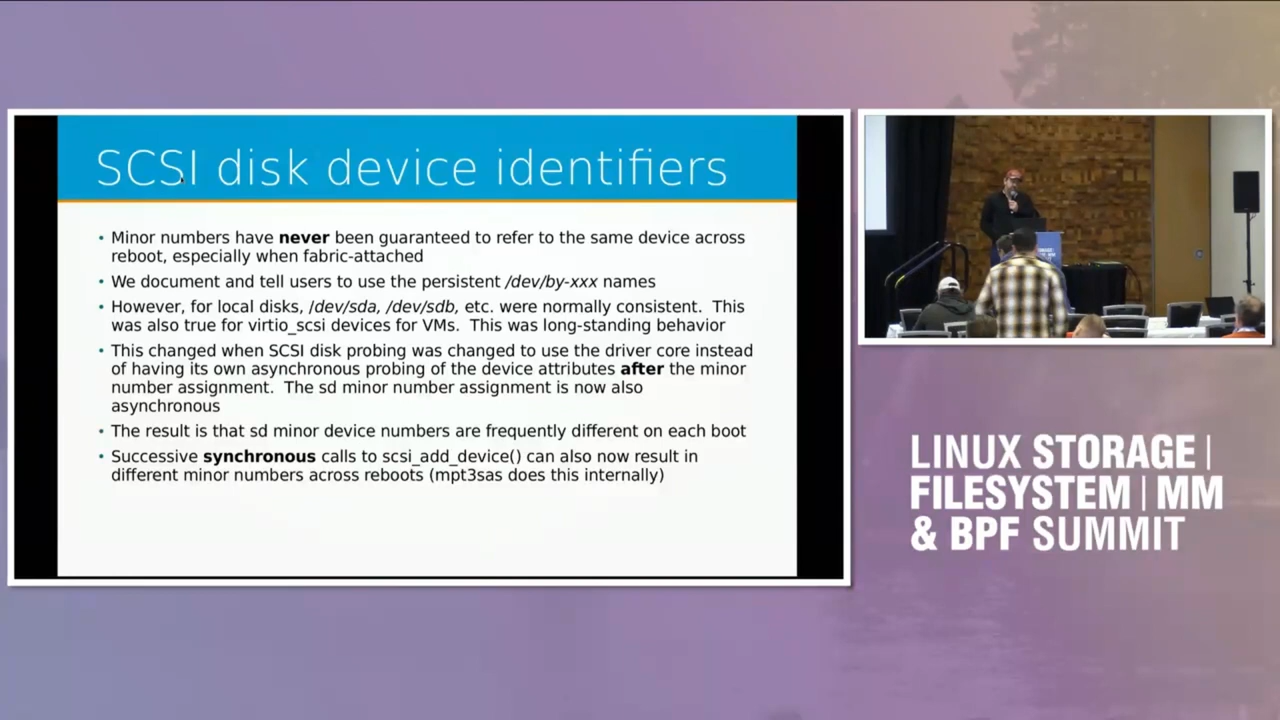 SCSI disk device identifiers
• Minor numbers have never been guaranteed to refer to the same device across
reboot, especially when fabric-attached
• We document and tell users to use the persistent /dev/by-xxx names
• However, for local disks, /dev/sda, /dev/sdb, etc. were normally consistent.  This
was also true for virtio_scsi devices for VMs.  This was long-standing behavior
• This changed when SCSI disk probing was changed to use the driver core instead
of having its own asynchronous probing of the device attributes after the minor
number assignment.  The sd minor number assignment is now also
asynchronous
• The result is that sd minor device numbers are frequently different on each boot
• Successive synchronous calls to scsi_add_device() can also now result in
different minor numbers across reboots (mpt3sas does this internally)
LINUX STORAGE |
FILESYSTEM | MM
& BPF SUMMIT